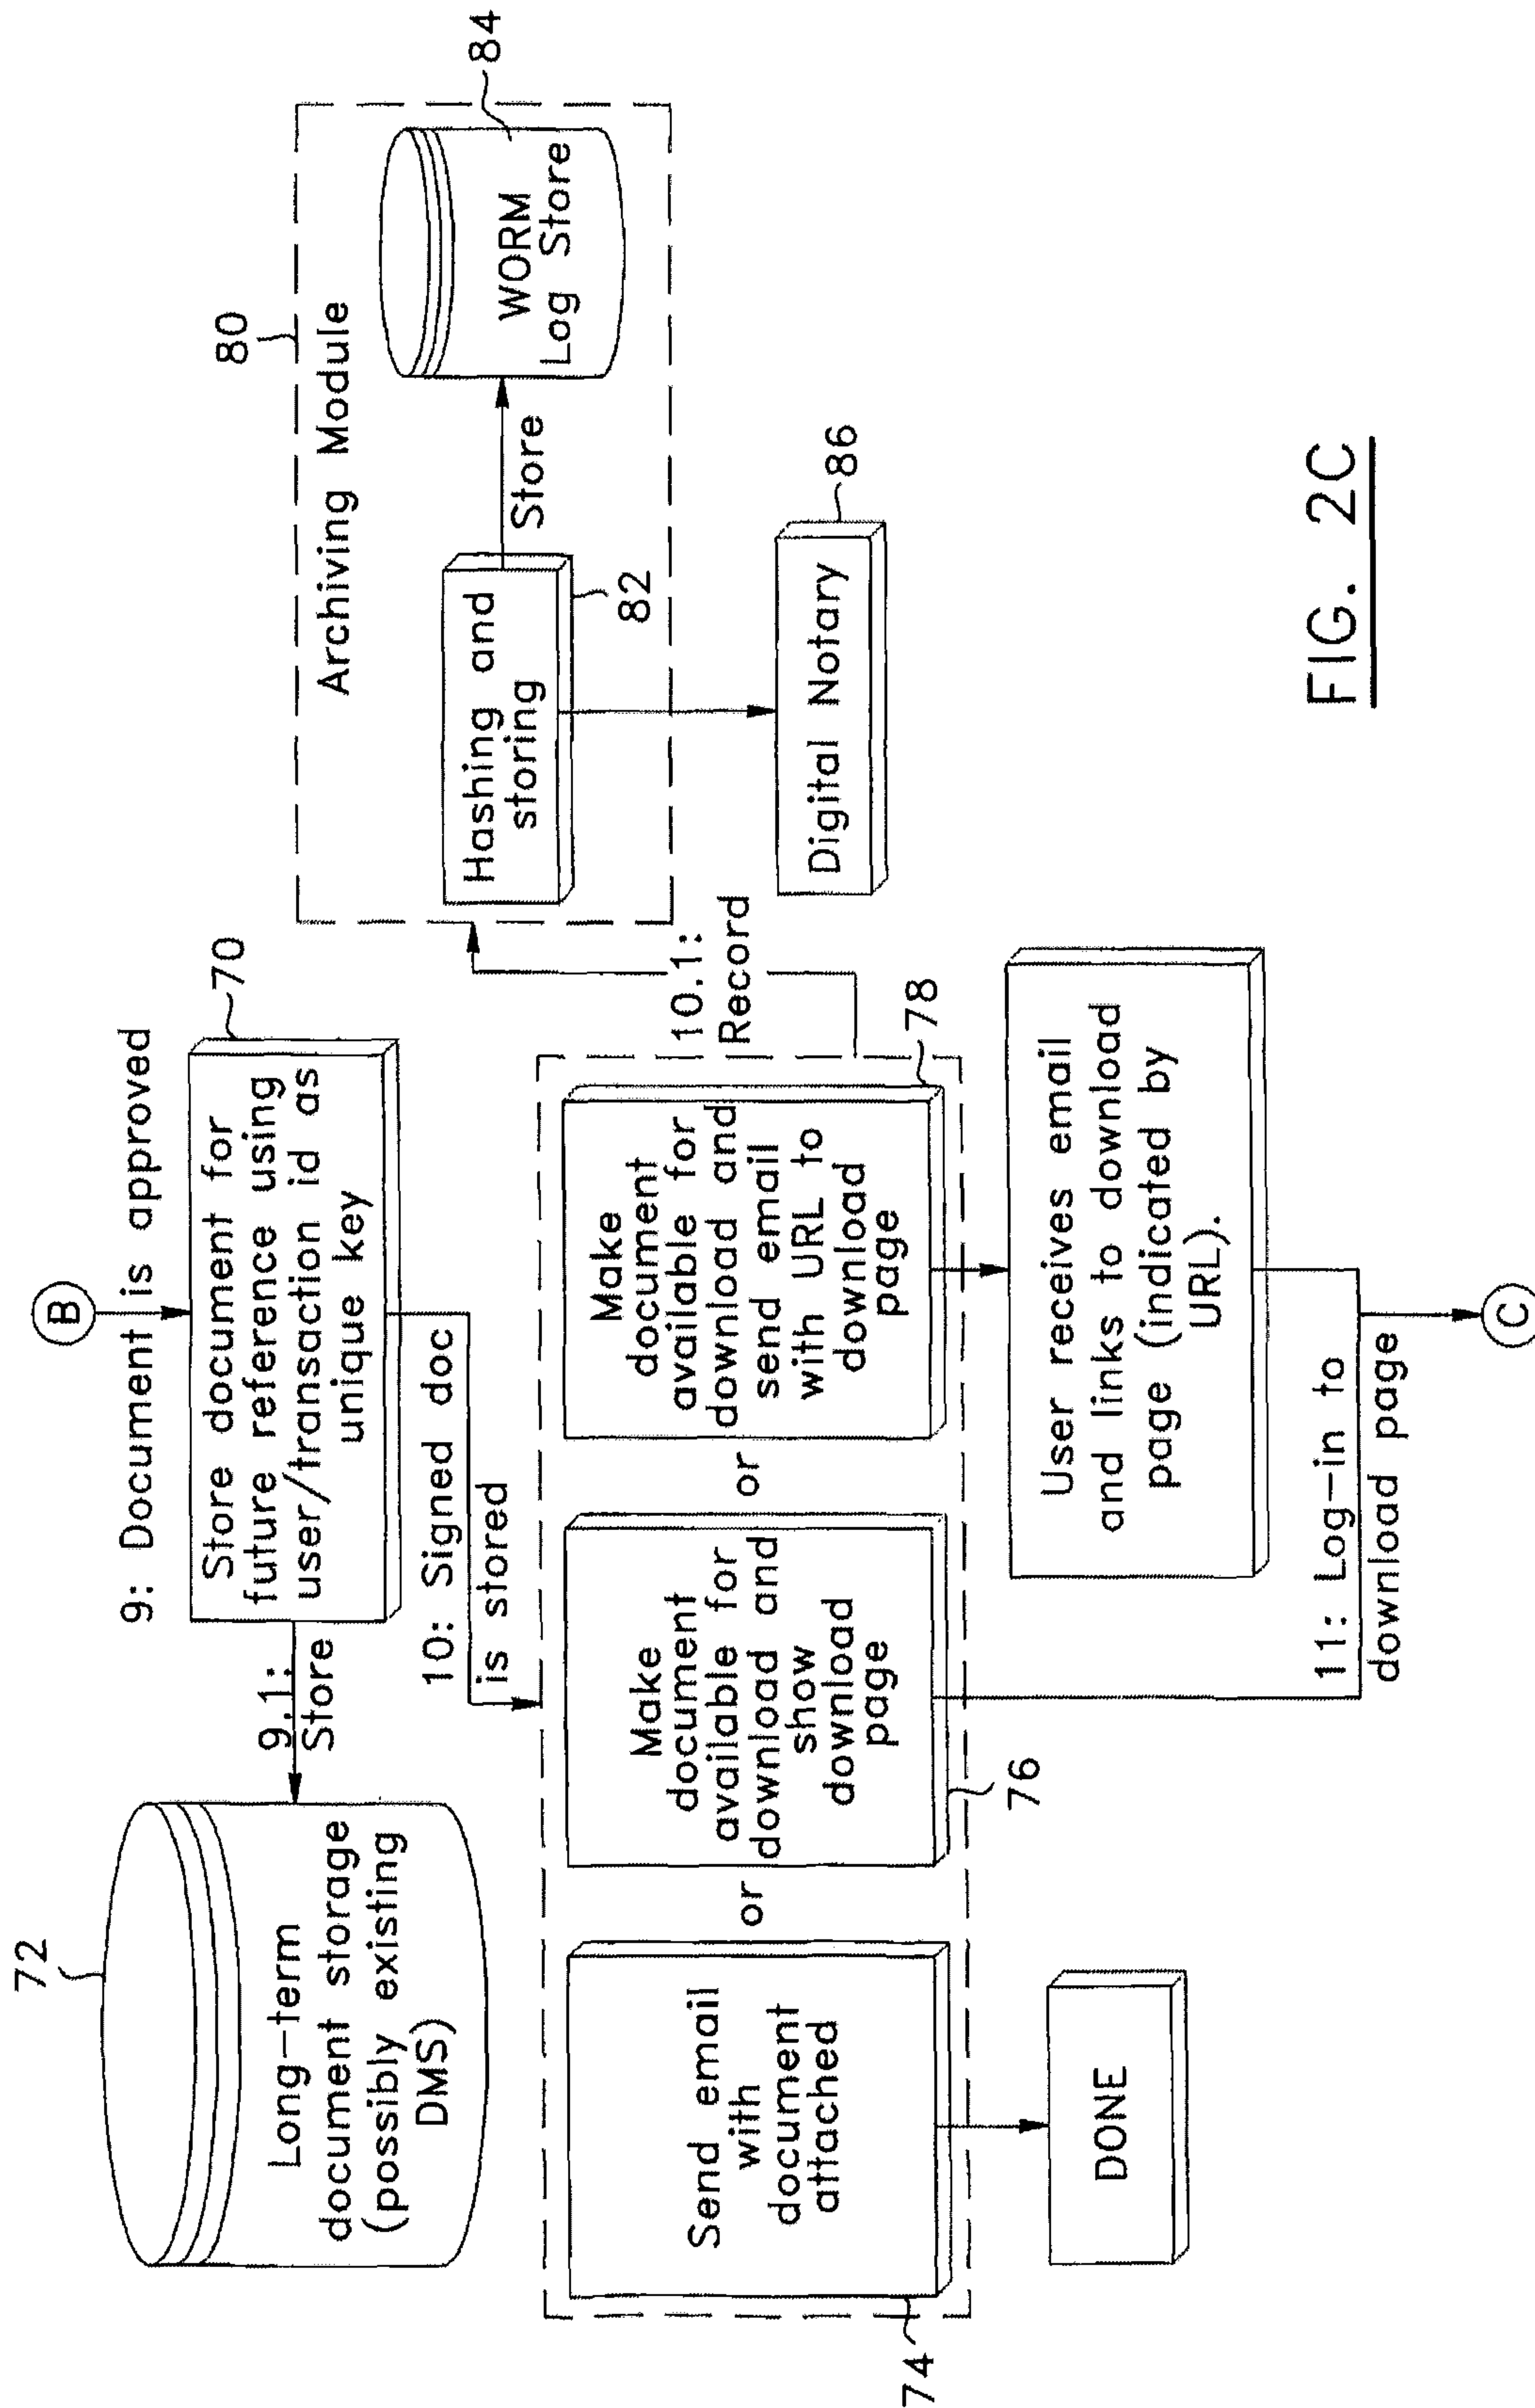 B
9: Document is approved
72
70
Store document for
future reference using
user/transaction id as
unique key
9.1:
Store
Long-term
document storage
(possibly existing
DMS)
10: Signed doc
is stored
80
Archiving Module
Hashing and
storing
82
Store
WORM
Log Store
84
10.1:
Record
Digital Notary
86
74
Send email
with
document
attached
or
Make
document
available for
download and
show
download
page
76
or
Make
document
available for
download and
send email
with URL to
download
page
78
DONE
User receives email
and links to download
page (indicated by
URL).
11: Log-in to
download page
C
FIG. 2C